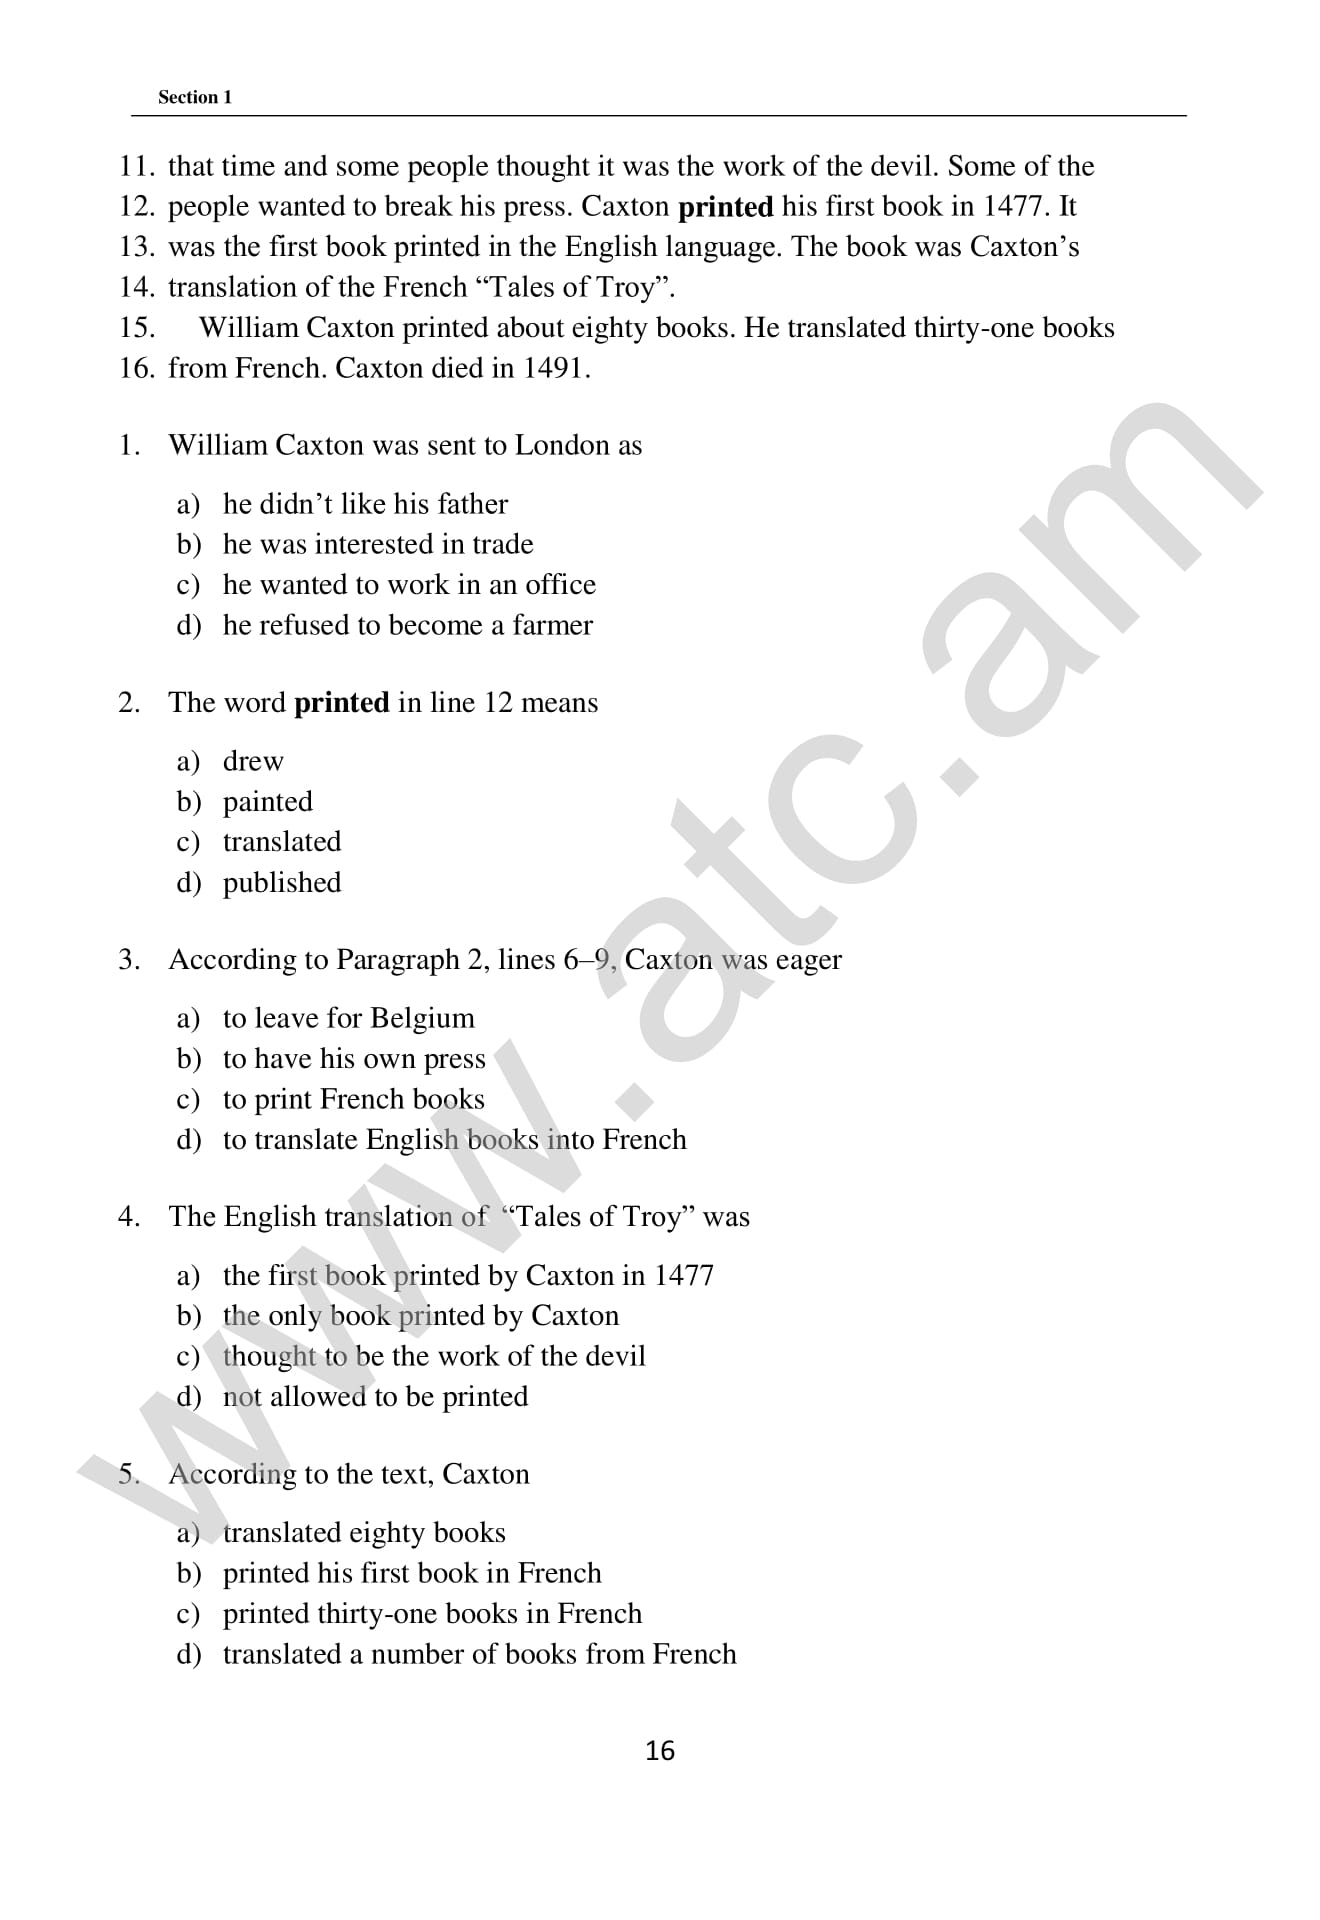 Section 1
11. that time and some people thought it was the work of the devil. Some of the
12. people wanted to break his press. Caxton printed his first book in 1477. It
13. was the first book printed in the English language. The book was Caxton’s
14. translation of the French “Tales of Troy”.
15. William Caxton printed about eighty books. He translated thirty-one books
16. from French. Caxton died in 1491.
1. William Caxton was sent to London as
a) he didn’t like his father
b) he was interested in trade
c) he wanted to work in an office
d) he refused to become a farmer
2. The word printed in line 12 means
a) drew
b) painted
c) translated
d) published
3. According to Paragraph 2, lines 6–9, Caxton was eager
a) to leave for Belgium
b) to have his own press
c) to print French books
d) to translate English books into French
4. The English translation of “Tales of Troy” was
a) the first book printed by Caxton in 1477
b) the only book printed by Caxton
c) thought to be the work of the devil
d) not allowed to be printed
5. According to the text, Caxton
a) translated eighty books
b) printed his first book in French
c) printed thirty-one books in French
d) translated a number of books from French
16
www.atc.am